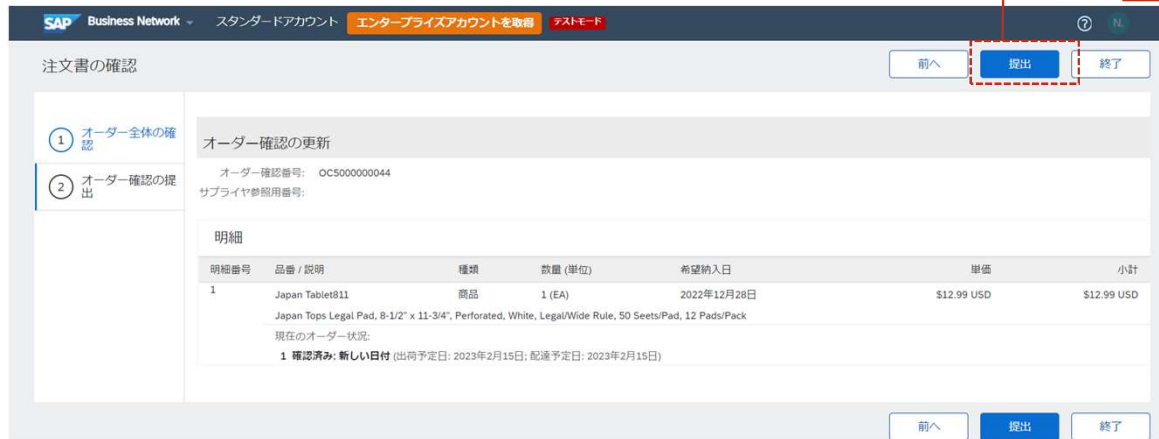 SAP Business Network スタンダードアカウント エンタープライズアカウントを取得 テストモード ? N.
注文書の確認 前へ 提出 終了
1 オーダー全体の確認
2 オーダー確認の提出
オーダー確認の更新
オーダー確認番号: OC5000000044
サプライヤ参照用番号:
明細
明細番号 品番 / 説明 種類 数量 (単位) 希望納入日 単価 小計
1 Japan Tablet811 商品 1 (EA) 2022年12月28日 $12.99 USD $12.99 USD
Japan Tops Legal Pad, 8-1/2" x 11-3/4", Perforated, White, Legal/Wide Rule, 50 Seets/Pad, 12 Pads/Pack
現在のオーダー状況:
1 確認済み: 新しい日付 (出荷予定日: 2023年2月15日; 配達予定日: 2023年2月15日)
前へ 提出 終了